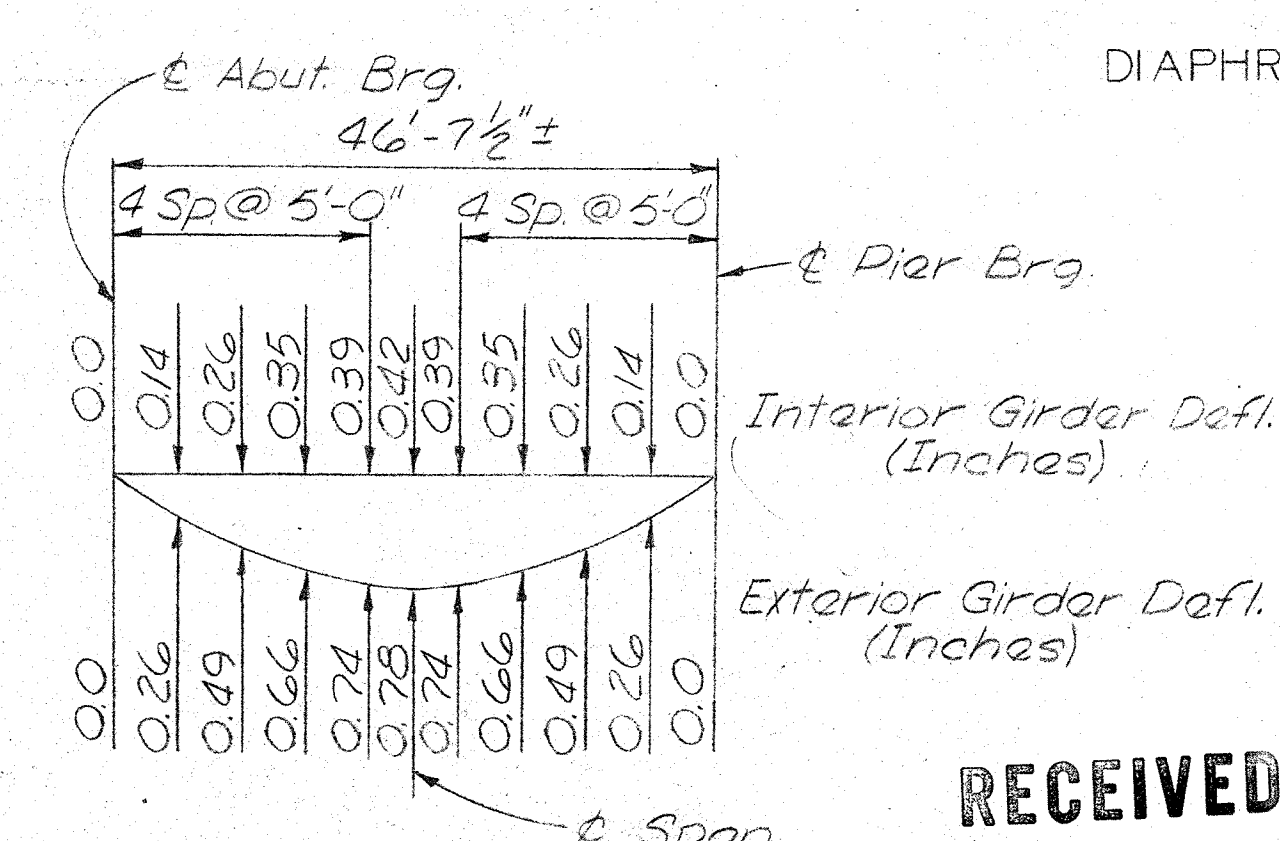 DIAPHR
℄ Abut. Brg.
46'-7½"±
4 Sp. @ 5'-0" 4 Sp. @ 5'-0"
℄ Pier Brg.
0.0 0.14 0.26 0.35 0.39 0.42 0.39 0.35 0.26 0.14 0.0
Interior Girder Defl.
(Inches)
Exterior Girder Defl.
(Inches)
0.0 0.26 0.49 0.66 0.74 0.78 0.74 0.66 0.49 0.26 0.0
RECEIVED
℄ Span